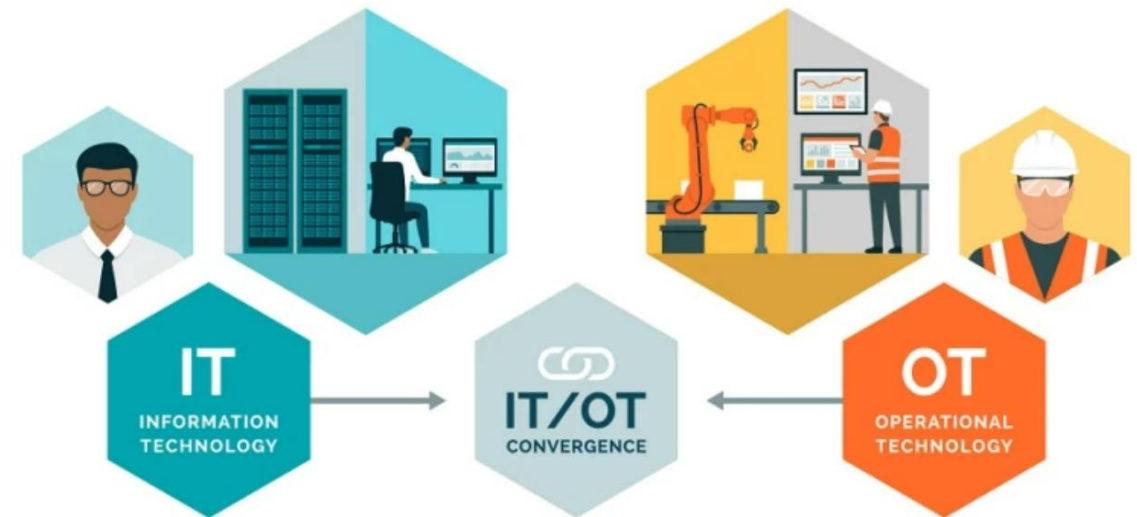 IT
INFORMATION
TECHNOLOGY
IT/OT
CONVERGENCE
OT
OPERATIONAL
TECHNOLOGY